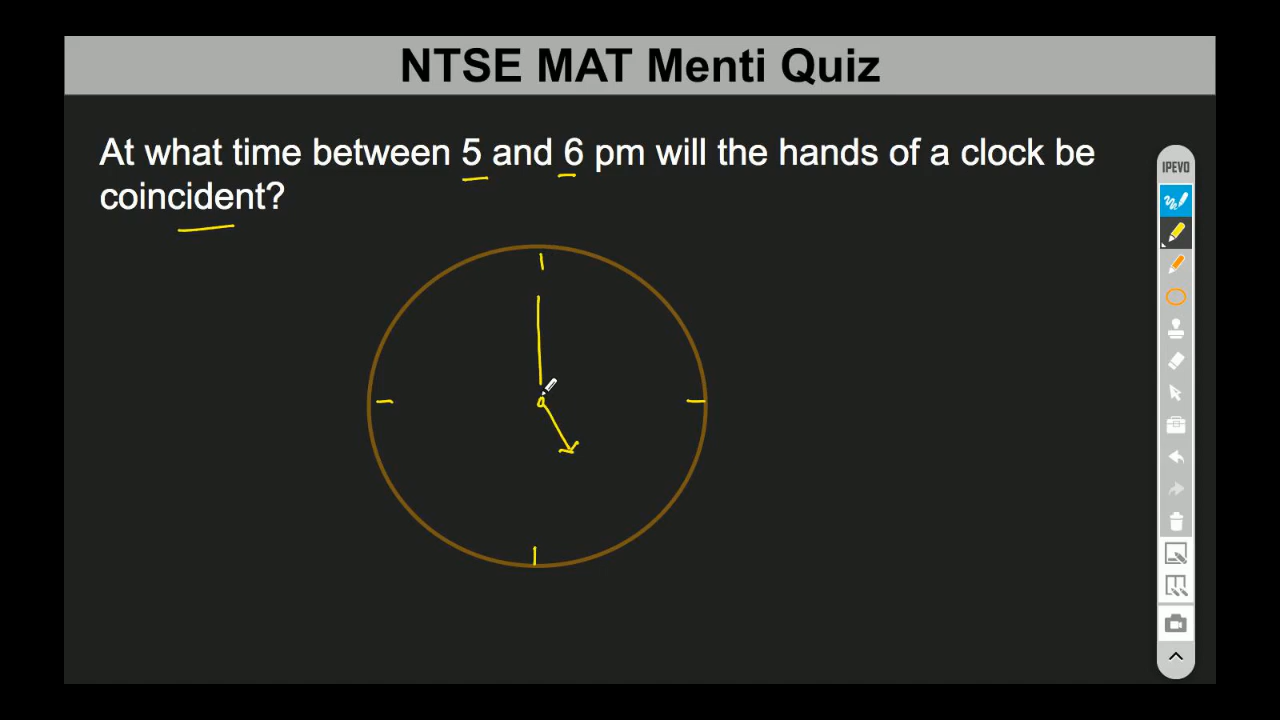 NTSE MAT Menti Quiz
At what time between 5 and 6 pm will the hands of a clock be
coincident?
IPEVO